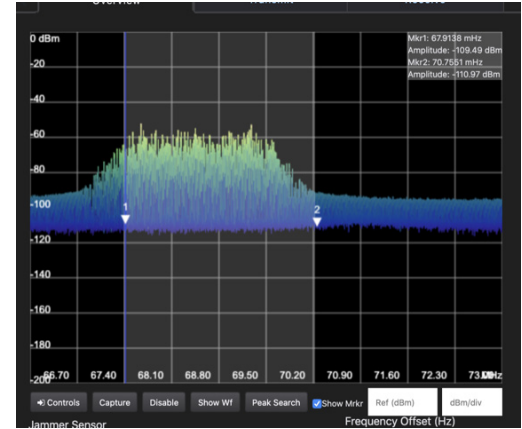 Overview Transmit Receive
0 dBm
Mkr1: 67.9138 mHz
Amplitude: -109.49 dBm
Mkr2: 70.7551 mHz
Amplitude: -110.97 dBm
-20
-40
-60
-80
-100
1
2
-120
-140
-160
-180
-200
66.70 67.40 68.10 68.80 69.50 70.20 70.90 71.60 72.30
Controls Capture Disable Show Wf Peak Search Show Mrkr Ref (dBm) dBm/div
Jammer Sensor Frequency Offset (Hz)